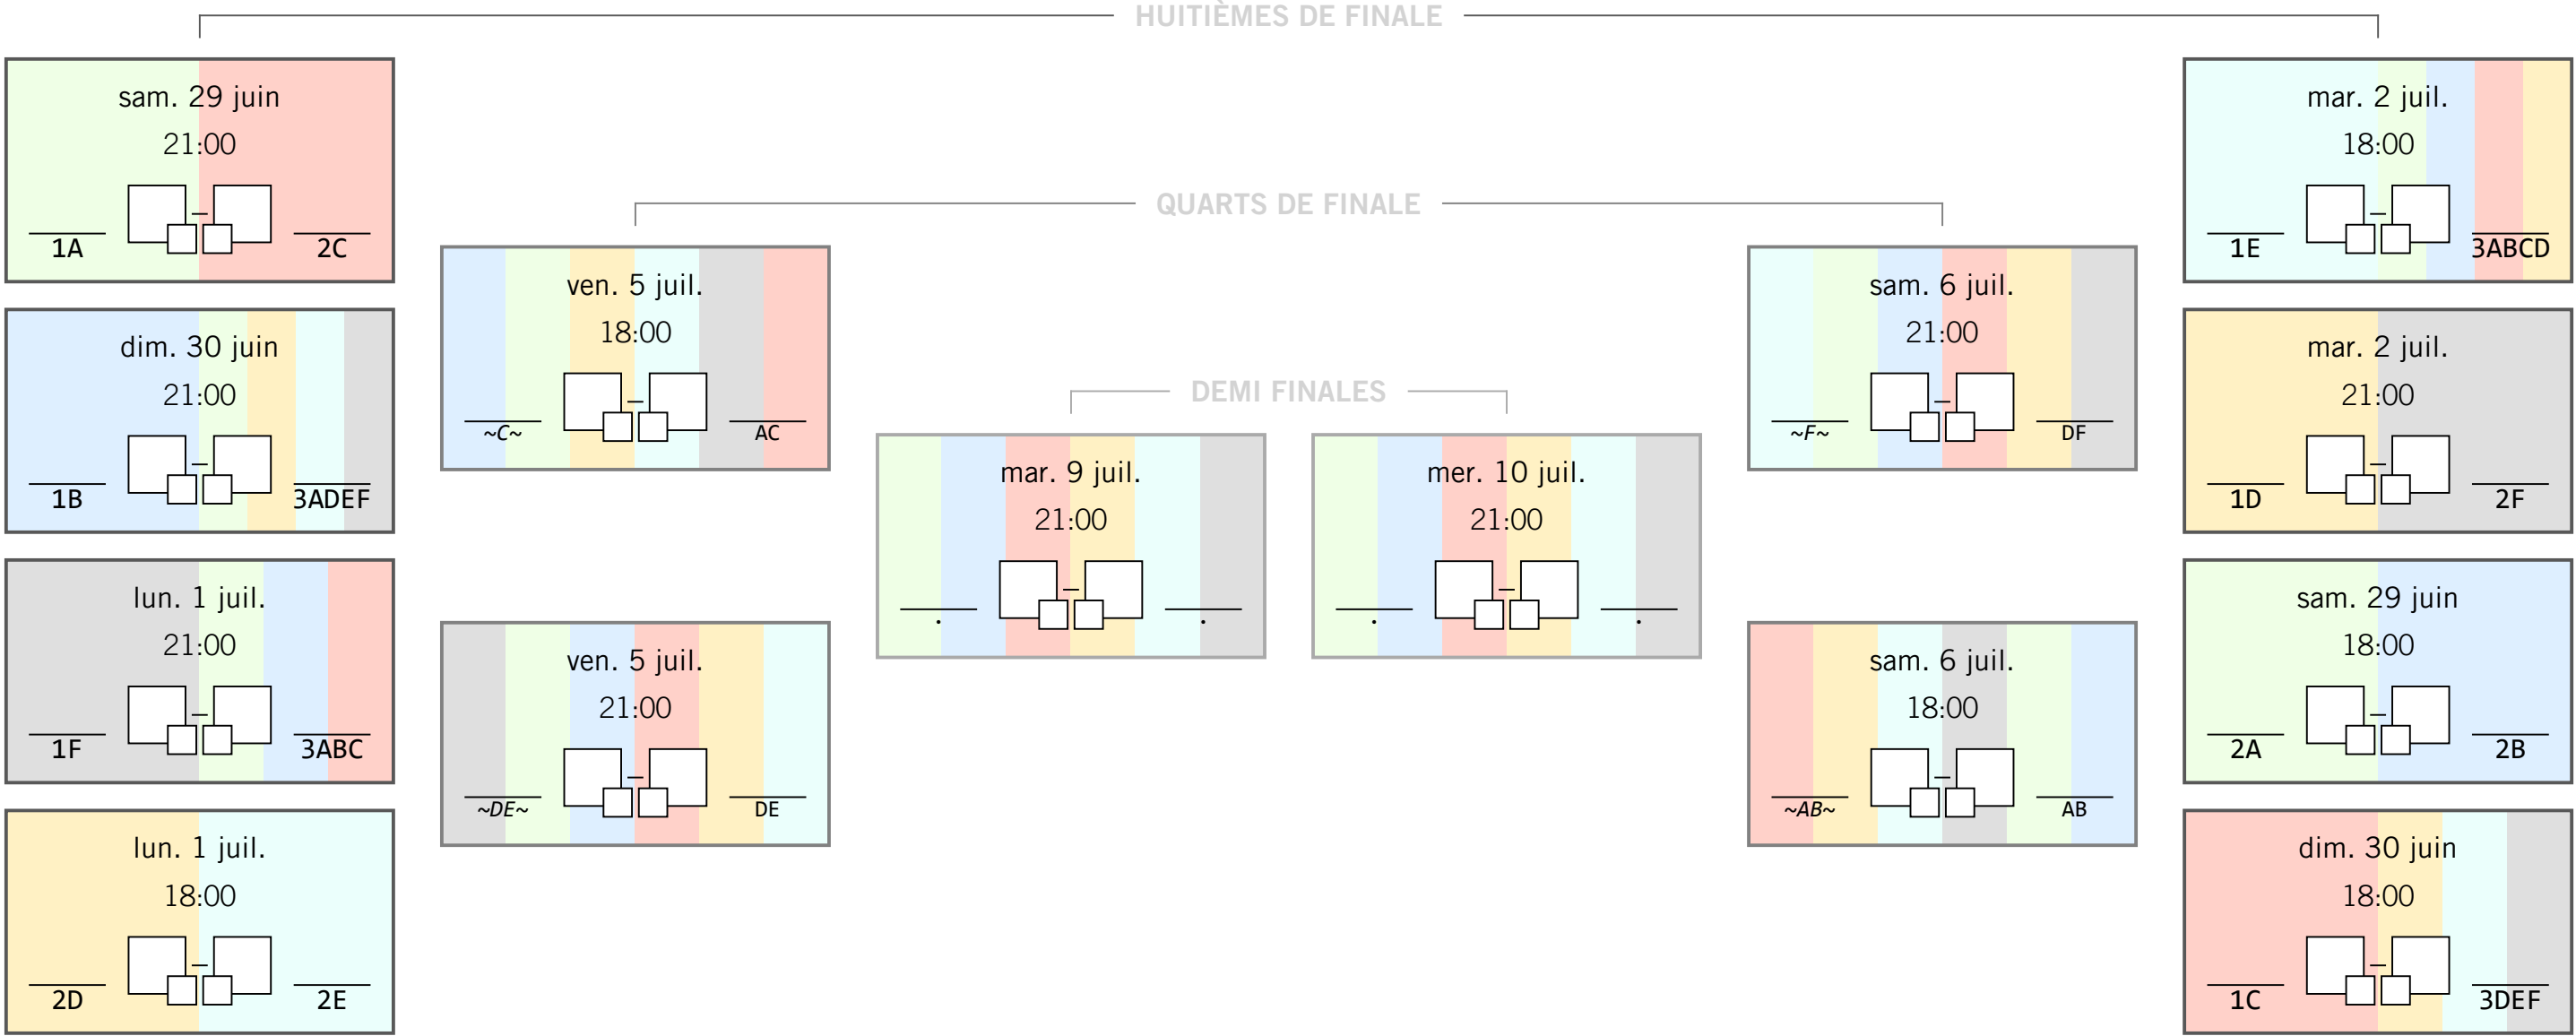 HUITIÈMES DE FINALE
sam. 29 juin
21:00
–
1A
2C
dim. 30 juin
21:00
–
1B
3ADEF
lun. 1 juil.
21:00
–
1F
3ABC
lun. 1 juil.
18:00
–
2D
2E
QUARTS DE FINALE
ven. 5 juil.
18:00
–
~C~
AC
ven. 5 juil.
21:00
–
~DE~
DE
DEMI FINALES
mar. 9 juil.
21:00
–
.
.
mer. 10 juil.
21:00
–
.
.
sam. 6 juil.
21:00
–
~F~
DF
sam. 6 juil.
18:00
–
~AB~
AB
mar. 2 juil.
18:00
–
1E
3ABCD
mar. 2 juil.
21:00
–
1D
2F
sam. 29 juin
18:00
–
2A
2B
dim. 30 juin
18:00
–
1C
3DEF